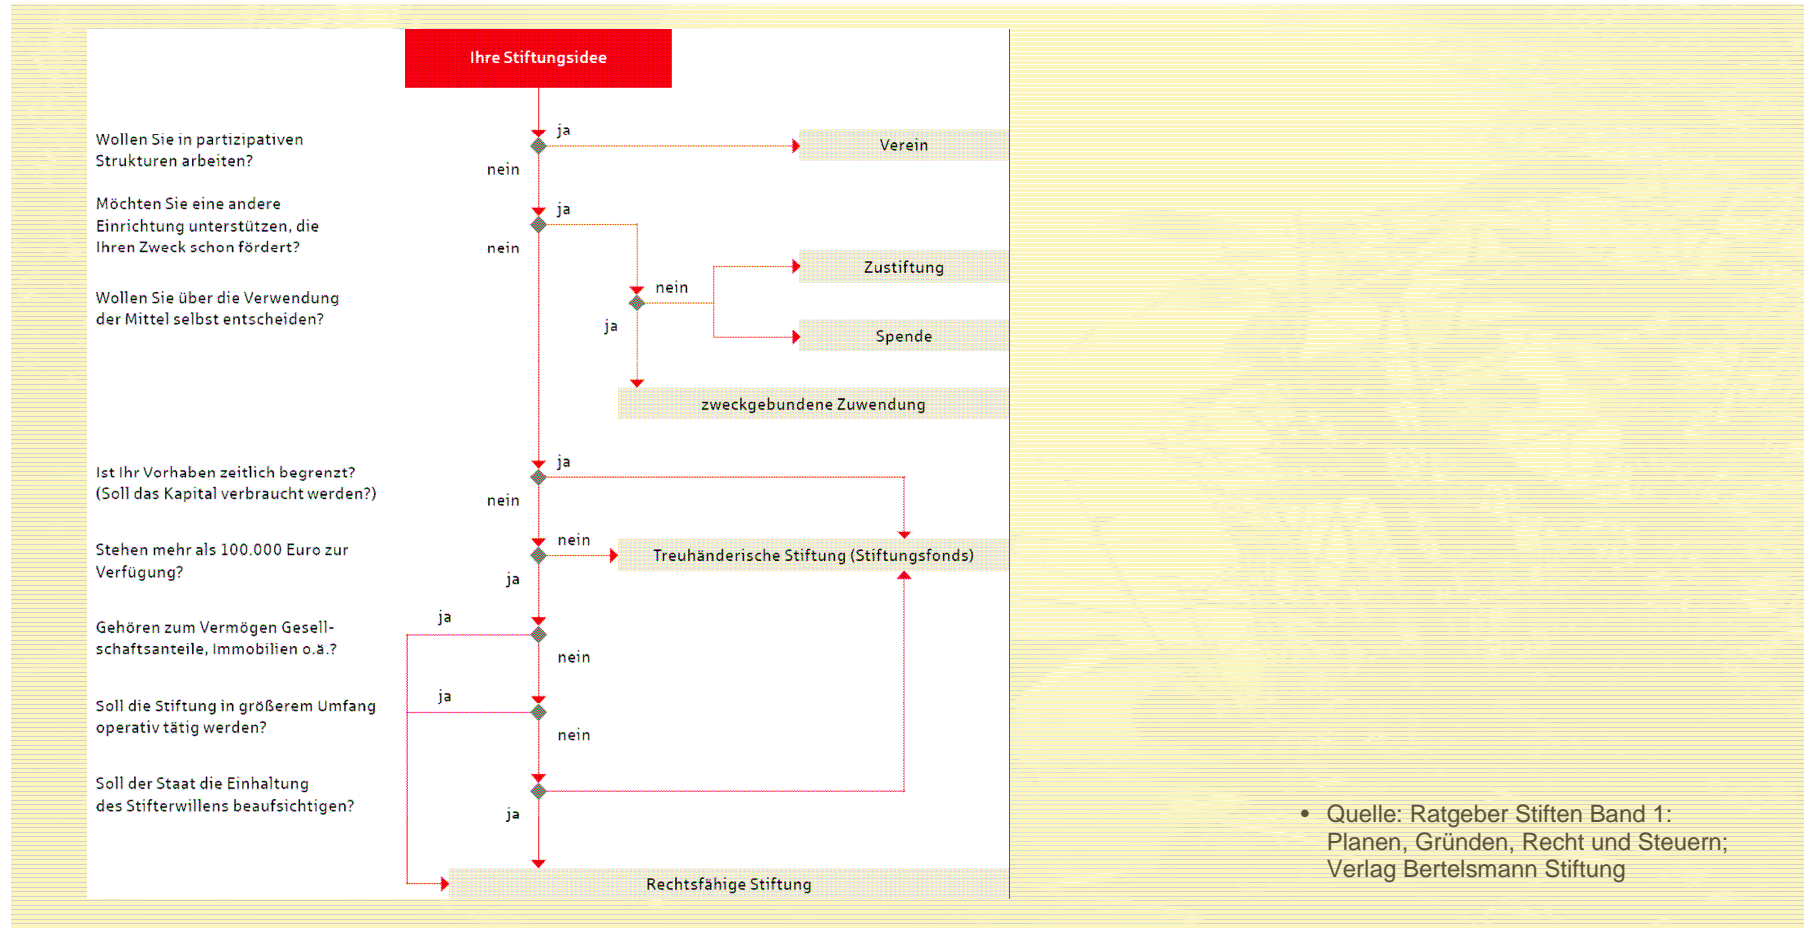 Ihre Stiftungsidee
Wollen Sie in partizipativen
Strukturen arbeiten?
ja
nein
Verein
Möchten Sie eine andere
Einrichtung unterstützen, die
Ihren Zweck schon fördert?
ja
nein
Zustiftung
Wollen Sie über die Verwendung
der Mittel selbst entscheiden?
nein
ja
Spende
zweckgebundene Zuwendung
Ist Ihr Vorhaben zeitlich begrenzt?
(Soll das Kapital verbraucht werden?)
ja
nein
Stehen mehr als 100.000 Euro zur
Verfügung?
nein
ja
Treuhänderische Stiftung (Stiftungsfonds)
Gehören zum Vermögen Gesell-
schaftsanteile, Immobilien o.ä.?
ja
nein
Soll die Stiftung in größerem Umfang
operativ tätig werden?
ja
nein
Soll der Staat die Einhaltung
des Stifterwillens beaufsichtigen?
ja
Rechtsfähige Stiftung
• Quelle: Ratgeber Stiften Band 1:
Planen, Gründen, Recht und Steuern;
Verlag Bertelsmann Stiftung